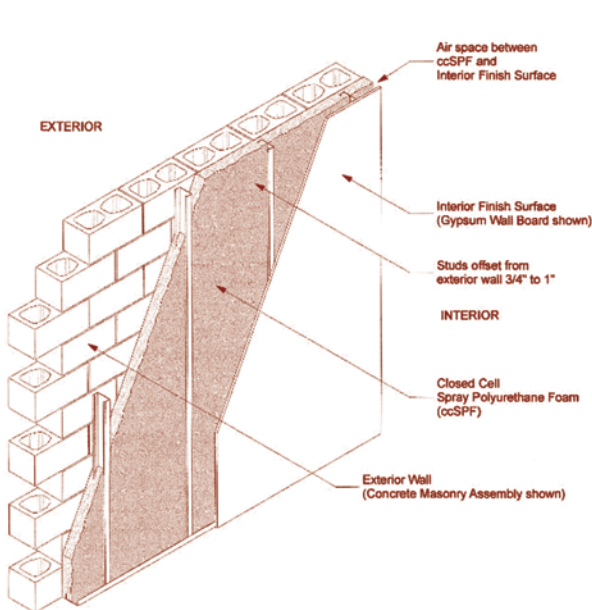 Air space between
ccSPF and
Interior Finish Surface
EXTERIOR
Interior Finish Surface
(Gypsum Wall Board shown)
Studs offset from
exterior wall 3/4" to 1"
INTERIOR
Closed Cell
Spray Polyurethane Foam
(ccSPF)
Exterior Wall
(Concrete Masonry Assembly shown)